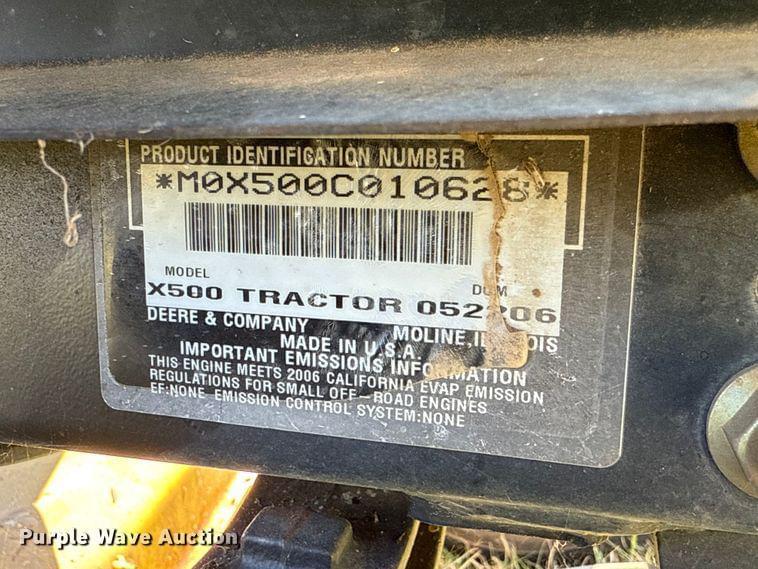 PRODUCT IDENTIFICATION NUMBER
*M0X500C010628*
MODEL
DOM
X500 TRACTOR 052206
DEERE & COMPANY MOLINE, ILLINOIS
MADE IN U.S.A.
IMPORTANT EMISSIONS INFORMATION
THIS ENGINE MEETS 2006 CALIFORNIA EVAP EMISSION
REGULATIONS FOR SMALL OFF-ROAD ENGINES
EF:NONE EMISSION CONTROL SYSTEM:NONE
Purple Wave Auction